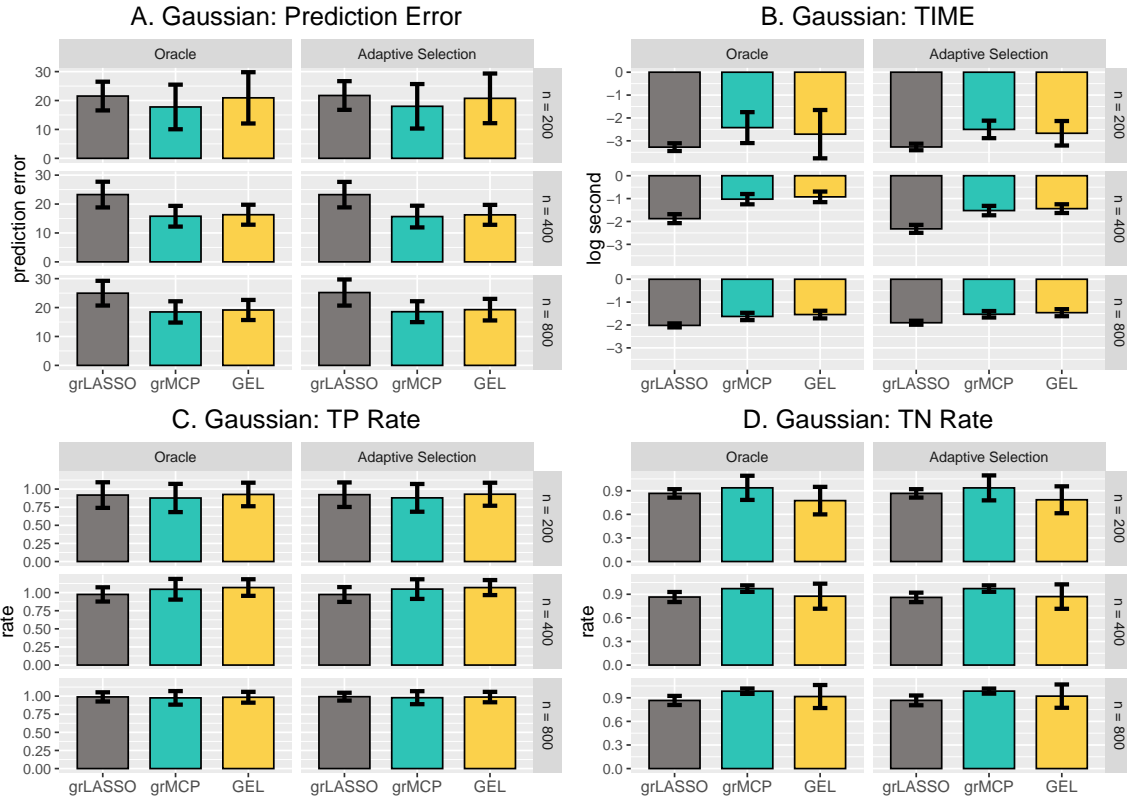 A. Gaussian: Prediction Error
Oracle
Adaptive Selection
prediction error
30
20
10
0
n = 200
30
20
10
0
n = 400
30
20
10
0
n = 800
grLASSO grMCP GEL
grLASSO grMCP GEL
B. Gaussian: TIME
Oracle
Adaptive Selection
log second
0
−1
−2
−3
n = 200
0
−1
−2
−3
n = 400
0
−1
−2
−3
n = 800
grLASSO grMCP GEL
grLASSO grMCP GEL
C. Gaussian: TP Rate
Oracle
Adaptive Selection
rate
1.00
0.75
0.50
0.25
0.00
n = 200
1.00
0.75
0.50
0.25
0.00
n = 400
1.00
0.75
0.50
0.25
0.00
n = 800
grLASSO grMCP GEL
grLASSO grMCP GEL
D. Gaussian: TN Rate
Oracle
Adaptive Selection
rate
0.9
0.6
0.3
0.0
n = 200
0.9
0.6
0.3
0.0
n = 400
0.9
0.6
0.3
0.0
n = 800
grLASSO grMCP GEL
grLASSO grMCP GEL